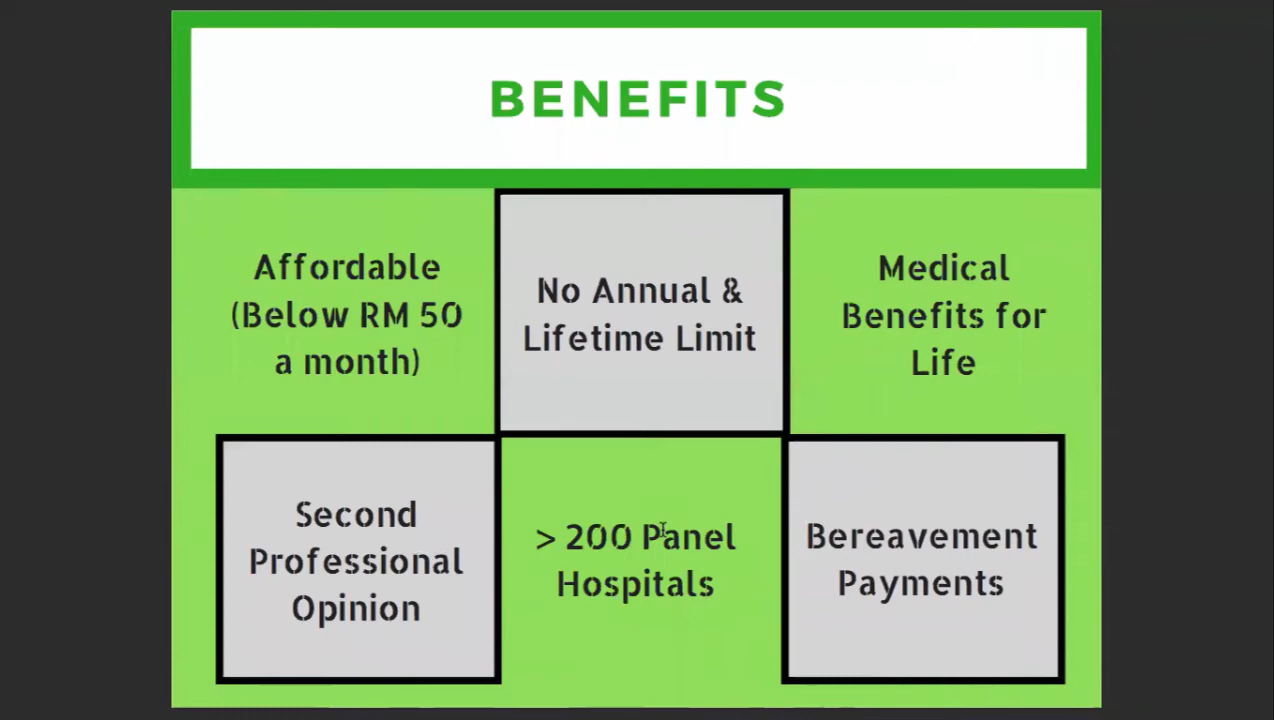 BENEFITS
Affordable
(Below RM 50
a month)
No Annual &
Lifetime Limit
Medical
Benefits for
Life
Second
Professional
Opinion
> 200 Panel
Hospitals
Bereavement
Payments